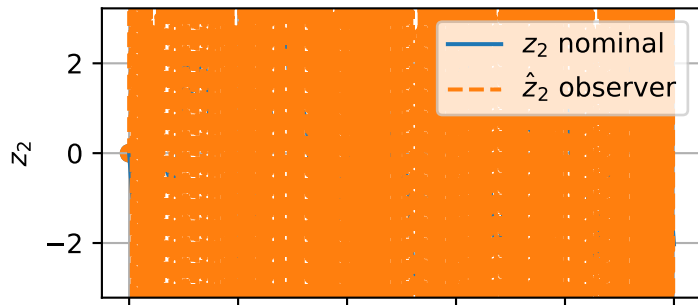 z₂ nominal
ẑ₂ observer
z₂
2
0
−2